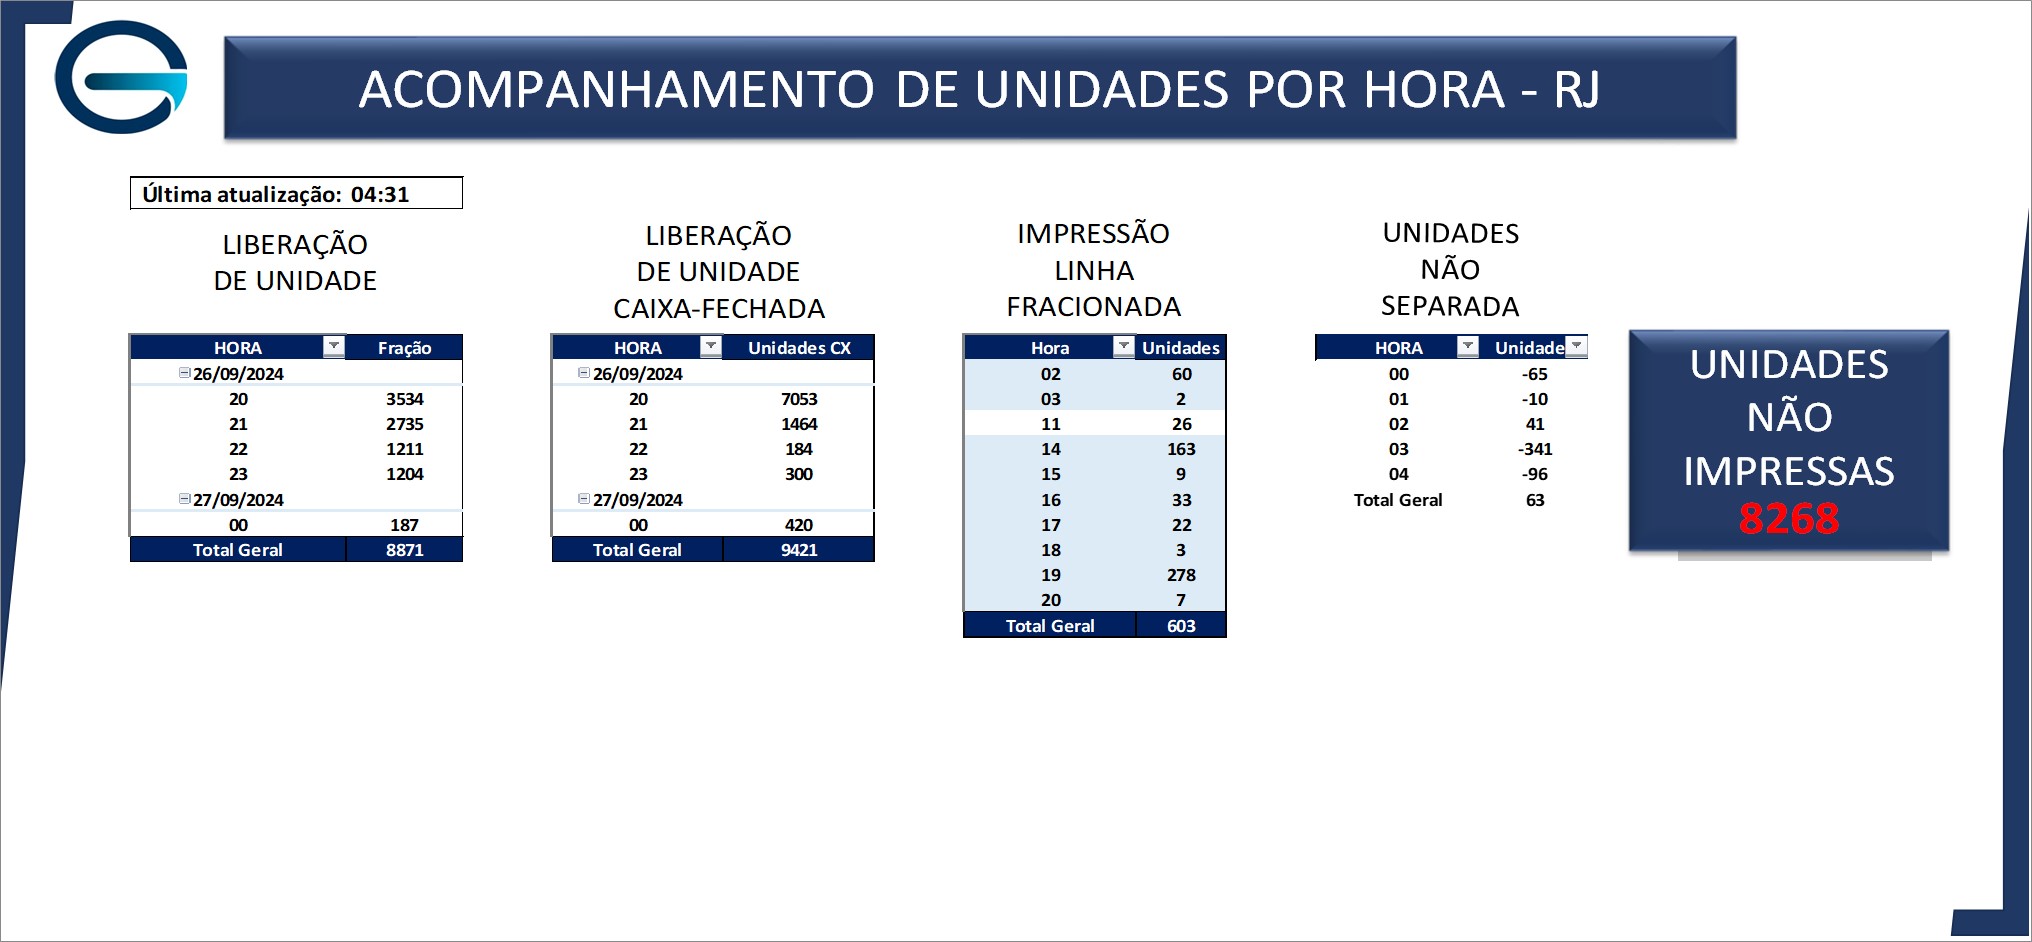 ACOMPANHAMENTO DE UNIDADES POR HORA - RJ
Última atualização: 04:31
LIBERAÇÃO
DE UNIDADE
HORA Fração
26/09/2024
20 3534
21 2735
22 1211
23 1204
27/09/2024
00 187
Total Geral 8871
LIBERAÇÃO
DE UNIDADE
CAIXA-FECHADA
HORA Unidades CX
26/09/2024
20 7053
21 1464
22 184
23 300
27/09/2024
00 420
Total Geral 9421
IMPRESSÃO
LINHA
FRACIONADA
Hora Unidades
02 60
03 2
11 26
14 163
15 9
16 33
17 22
18 3
19 278
20 7
Total Geral 603
UNIDADES
NÃO
SEPARADA
HORA Unidade
00 -65
01 -10
02 41
03 -341
04 -96
Total Geral 63
UNIDADES
NÃO
IMPRESSAS
8268